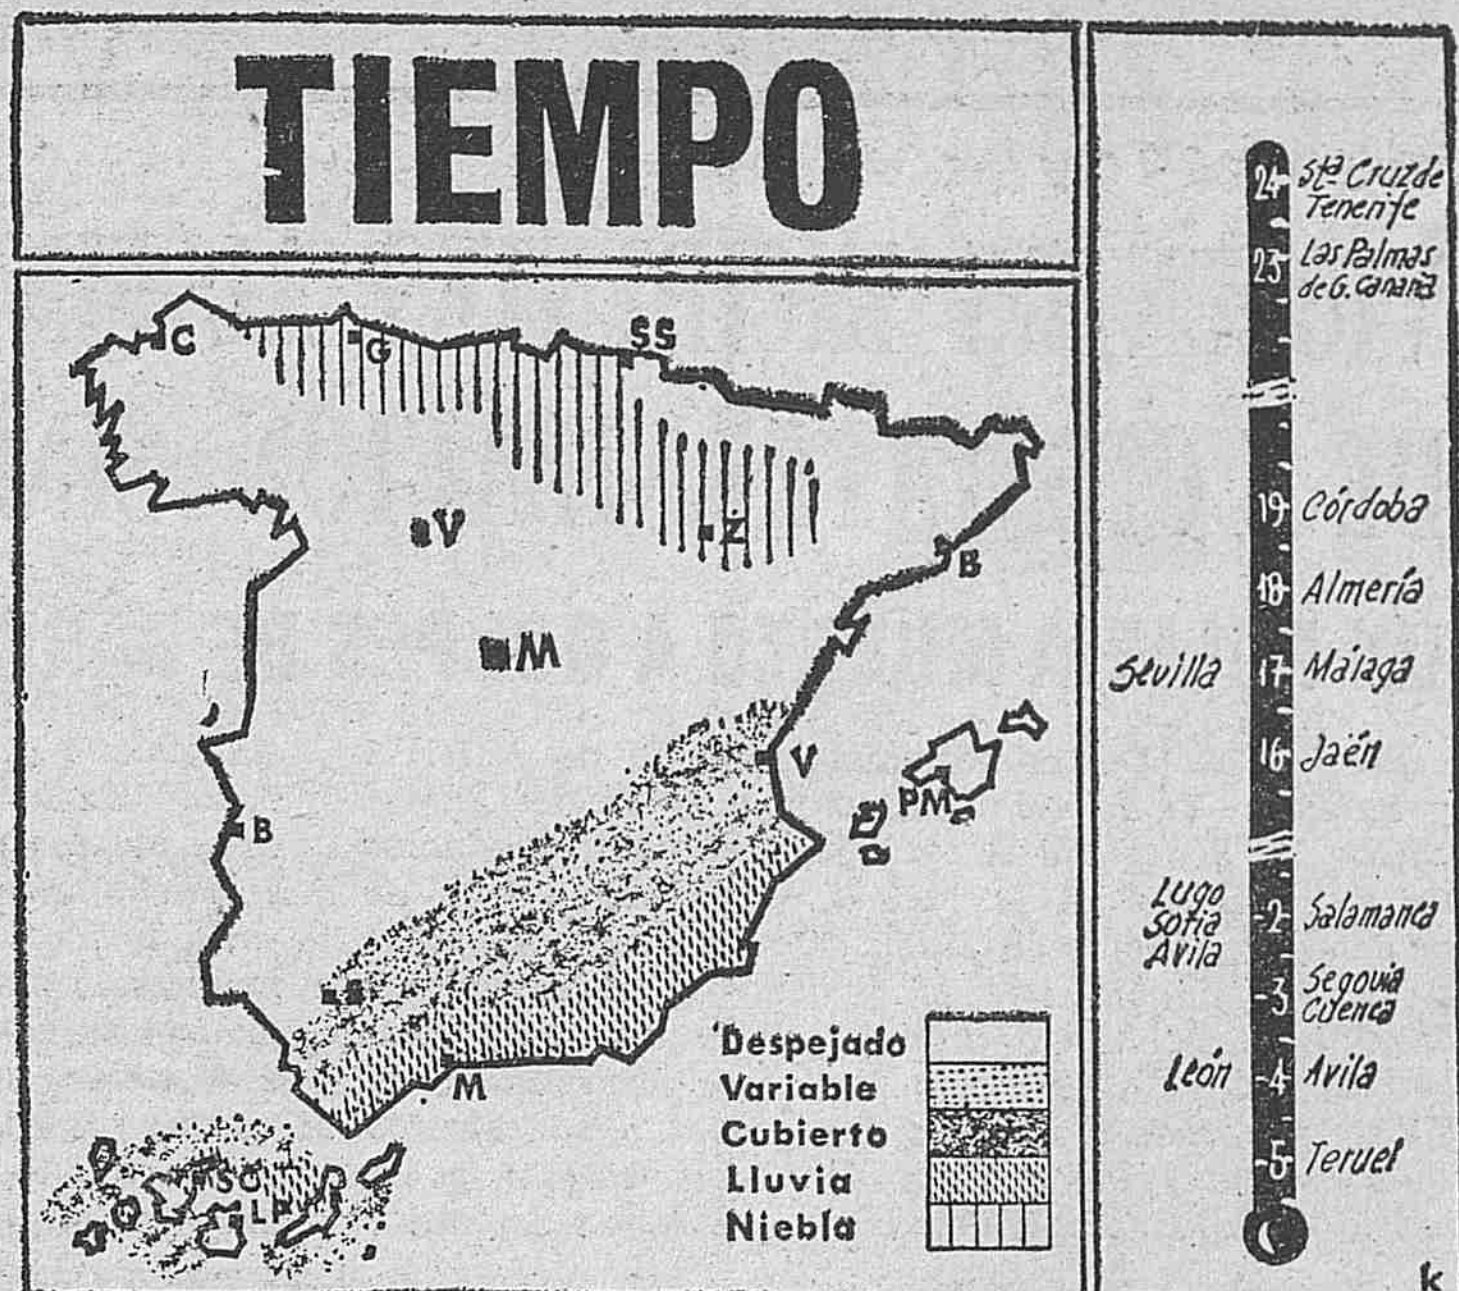 TIEMPO
C
G
SS
V
Z
B
M
V
PM
B
S
M
SC
LP
Despejado
Variable
Cubierto
Lluvia
Niebla
24 Sta Cruz de
Tenerife
23 Las Palmas
de G. Canaria
19 Córdoba
18 Almería
Sevilla 17 Málaga
16 Jaén
Lugo
Soria
Avila
-2 Salamanca
-3 Segovia
Cuenca
León -4 Avila
-5 Teruel
k